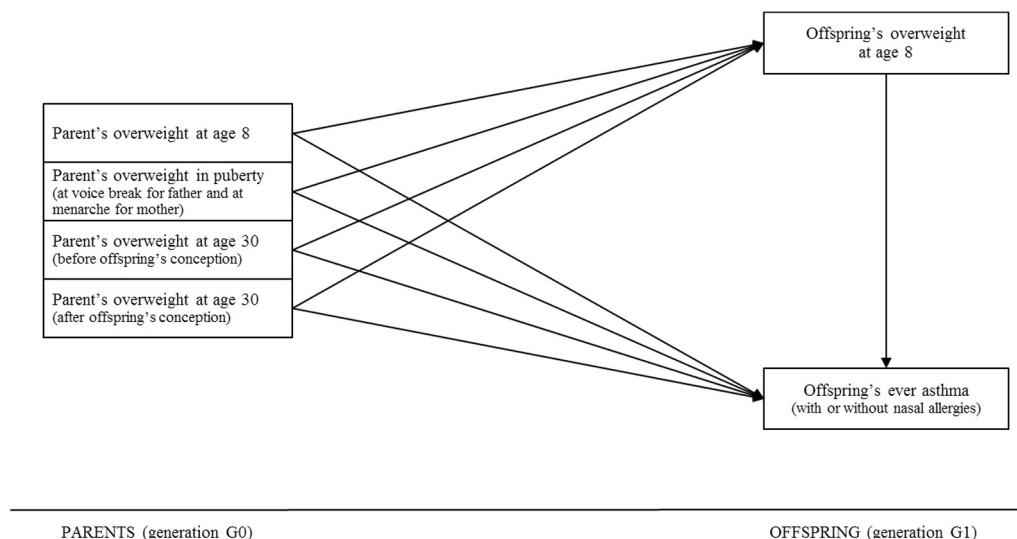 Offspring's overweight
at age 8
Parent's overweight at age 8
Parent's overweight in puberty
(at voice break for father and at
menarche for mother)
Parent's overweight at age 30
(before offspring's conception)
Parent's overweight at age 30
(after offspring's conception)
Offspring's ever asthma
(with or without nasal allergies)
PARENTS (generation G0)
OFFSPRING (generation G1)